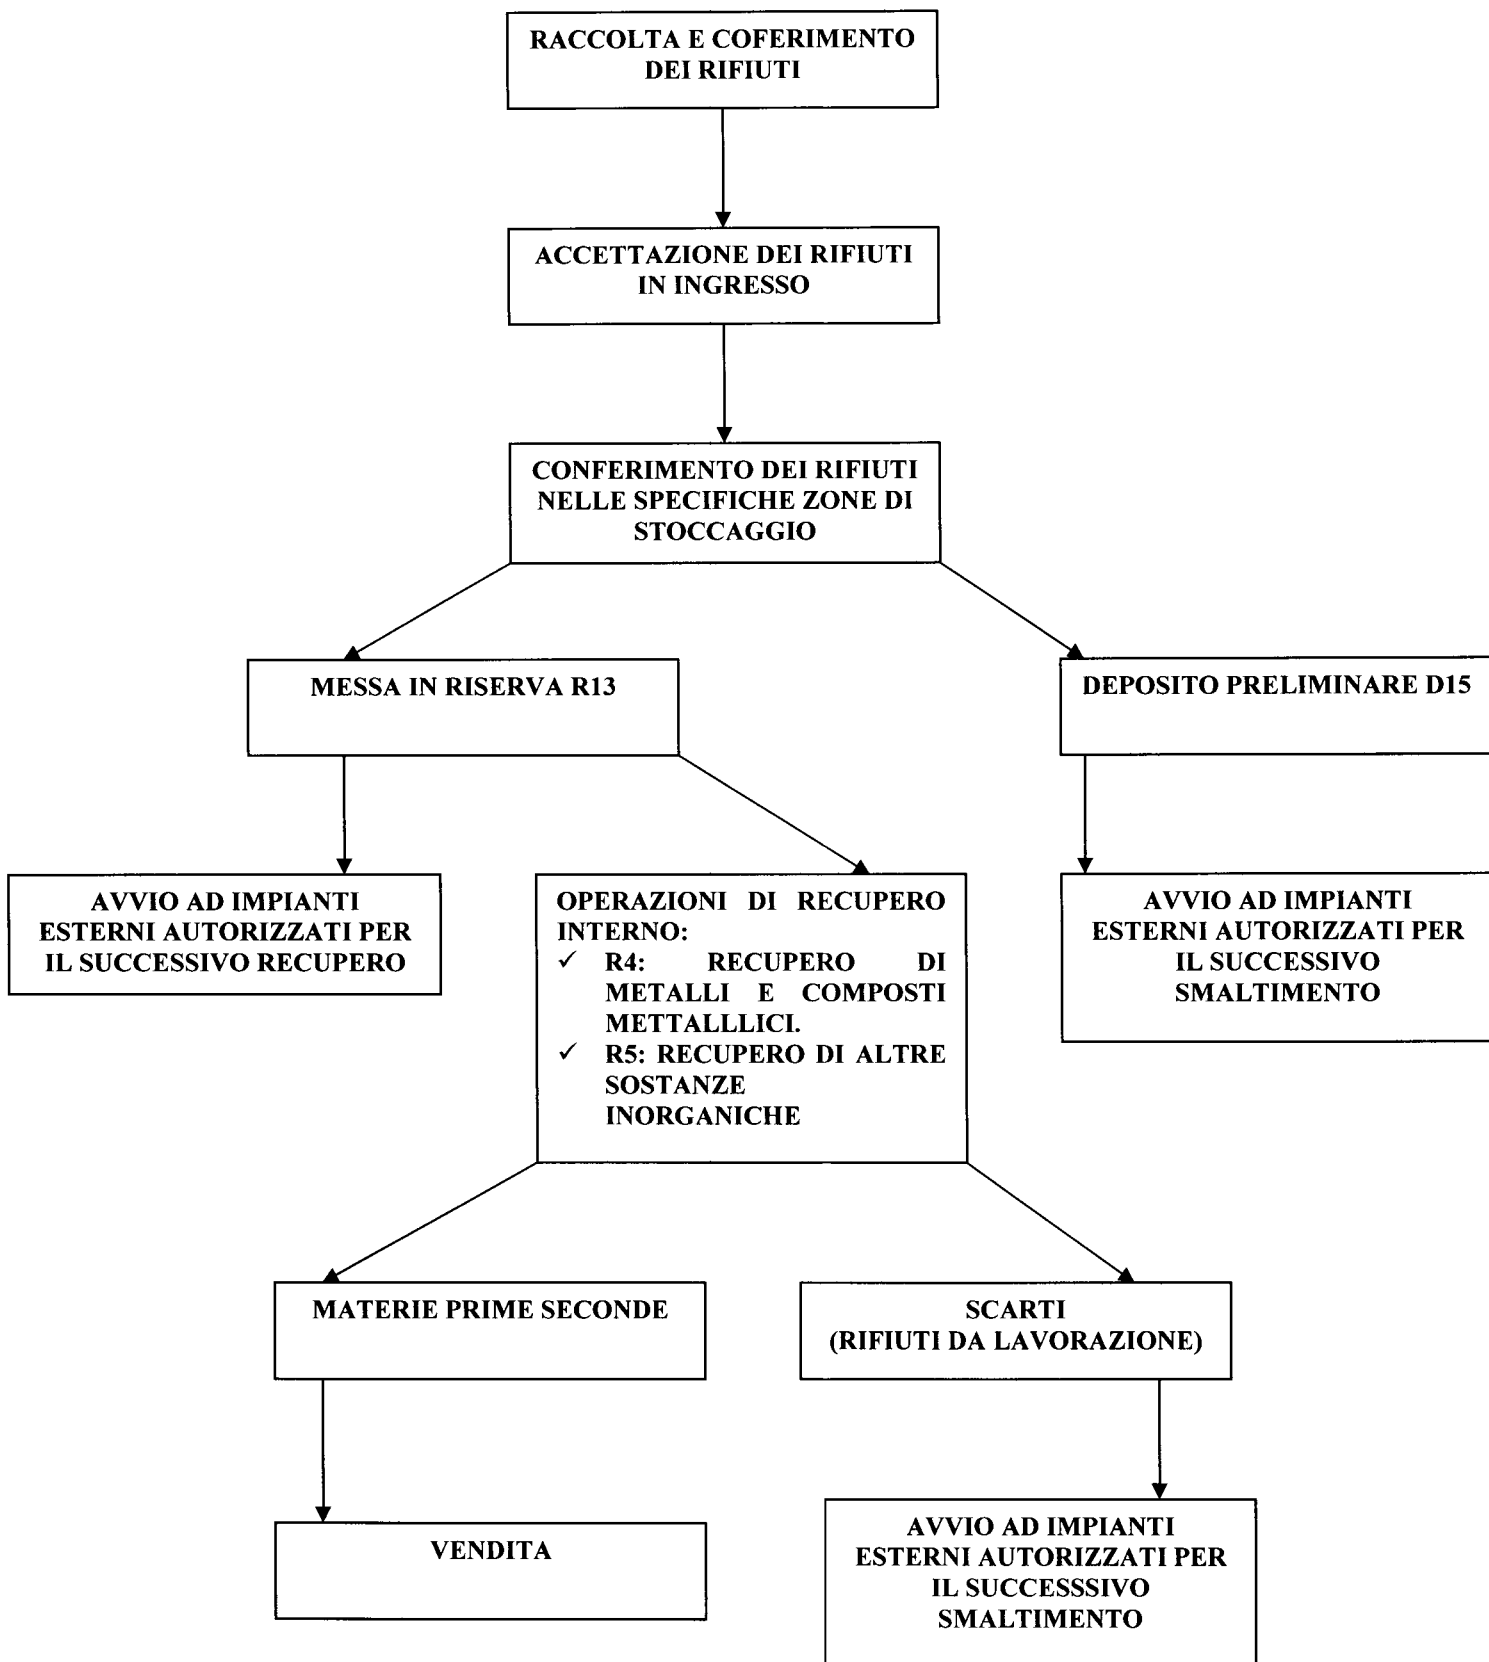 RACCOLTA E COFERIMENTO
DEI RIFIUTI
ACCETTAZIONE DEI RIFIUTI
IN INGRESSO
CONFERIMENTO DEI RIFIUTI
NELLE SPECIFICHE ZONE DI
STOCCAGGIO
MESSA IN RISERVA R13
DEPOSITO PRELIMINARE D15
AVVIO AD IMPIANTI
ESTERNI AUTORIZZATI PER
IL SUCCESSIVO RECUPERO
OPERAZIONI DI RECUPERO
INTERNO:
✓ R4: RECUPERO DI
METALLI E COMPOSTI
METTALLLICI.
✓ R5: RECUPERO DI ALTRE
SOSTANZE
INORGANICHE
AVVIO AD IMPIANTI
ESTERNI AUTORIZZATI PER
IL SUCCESSIVO
SMALTIMENTO
MATERIE PRIME SECONDE
SCARTI
(RIFIUTI DA LAVORAZIONE)
VENDITA
AVVIO AD IMPIANTI
ESTERNI AUTORIZZATI PER
IL SUCCESSSIVO
SMALTIMENTO